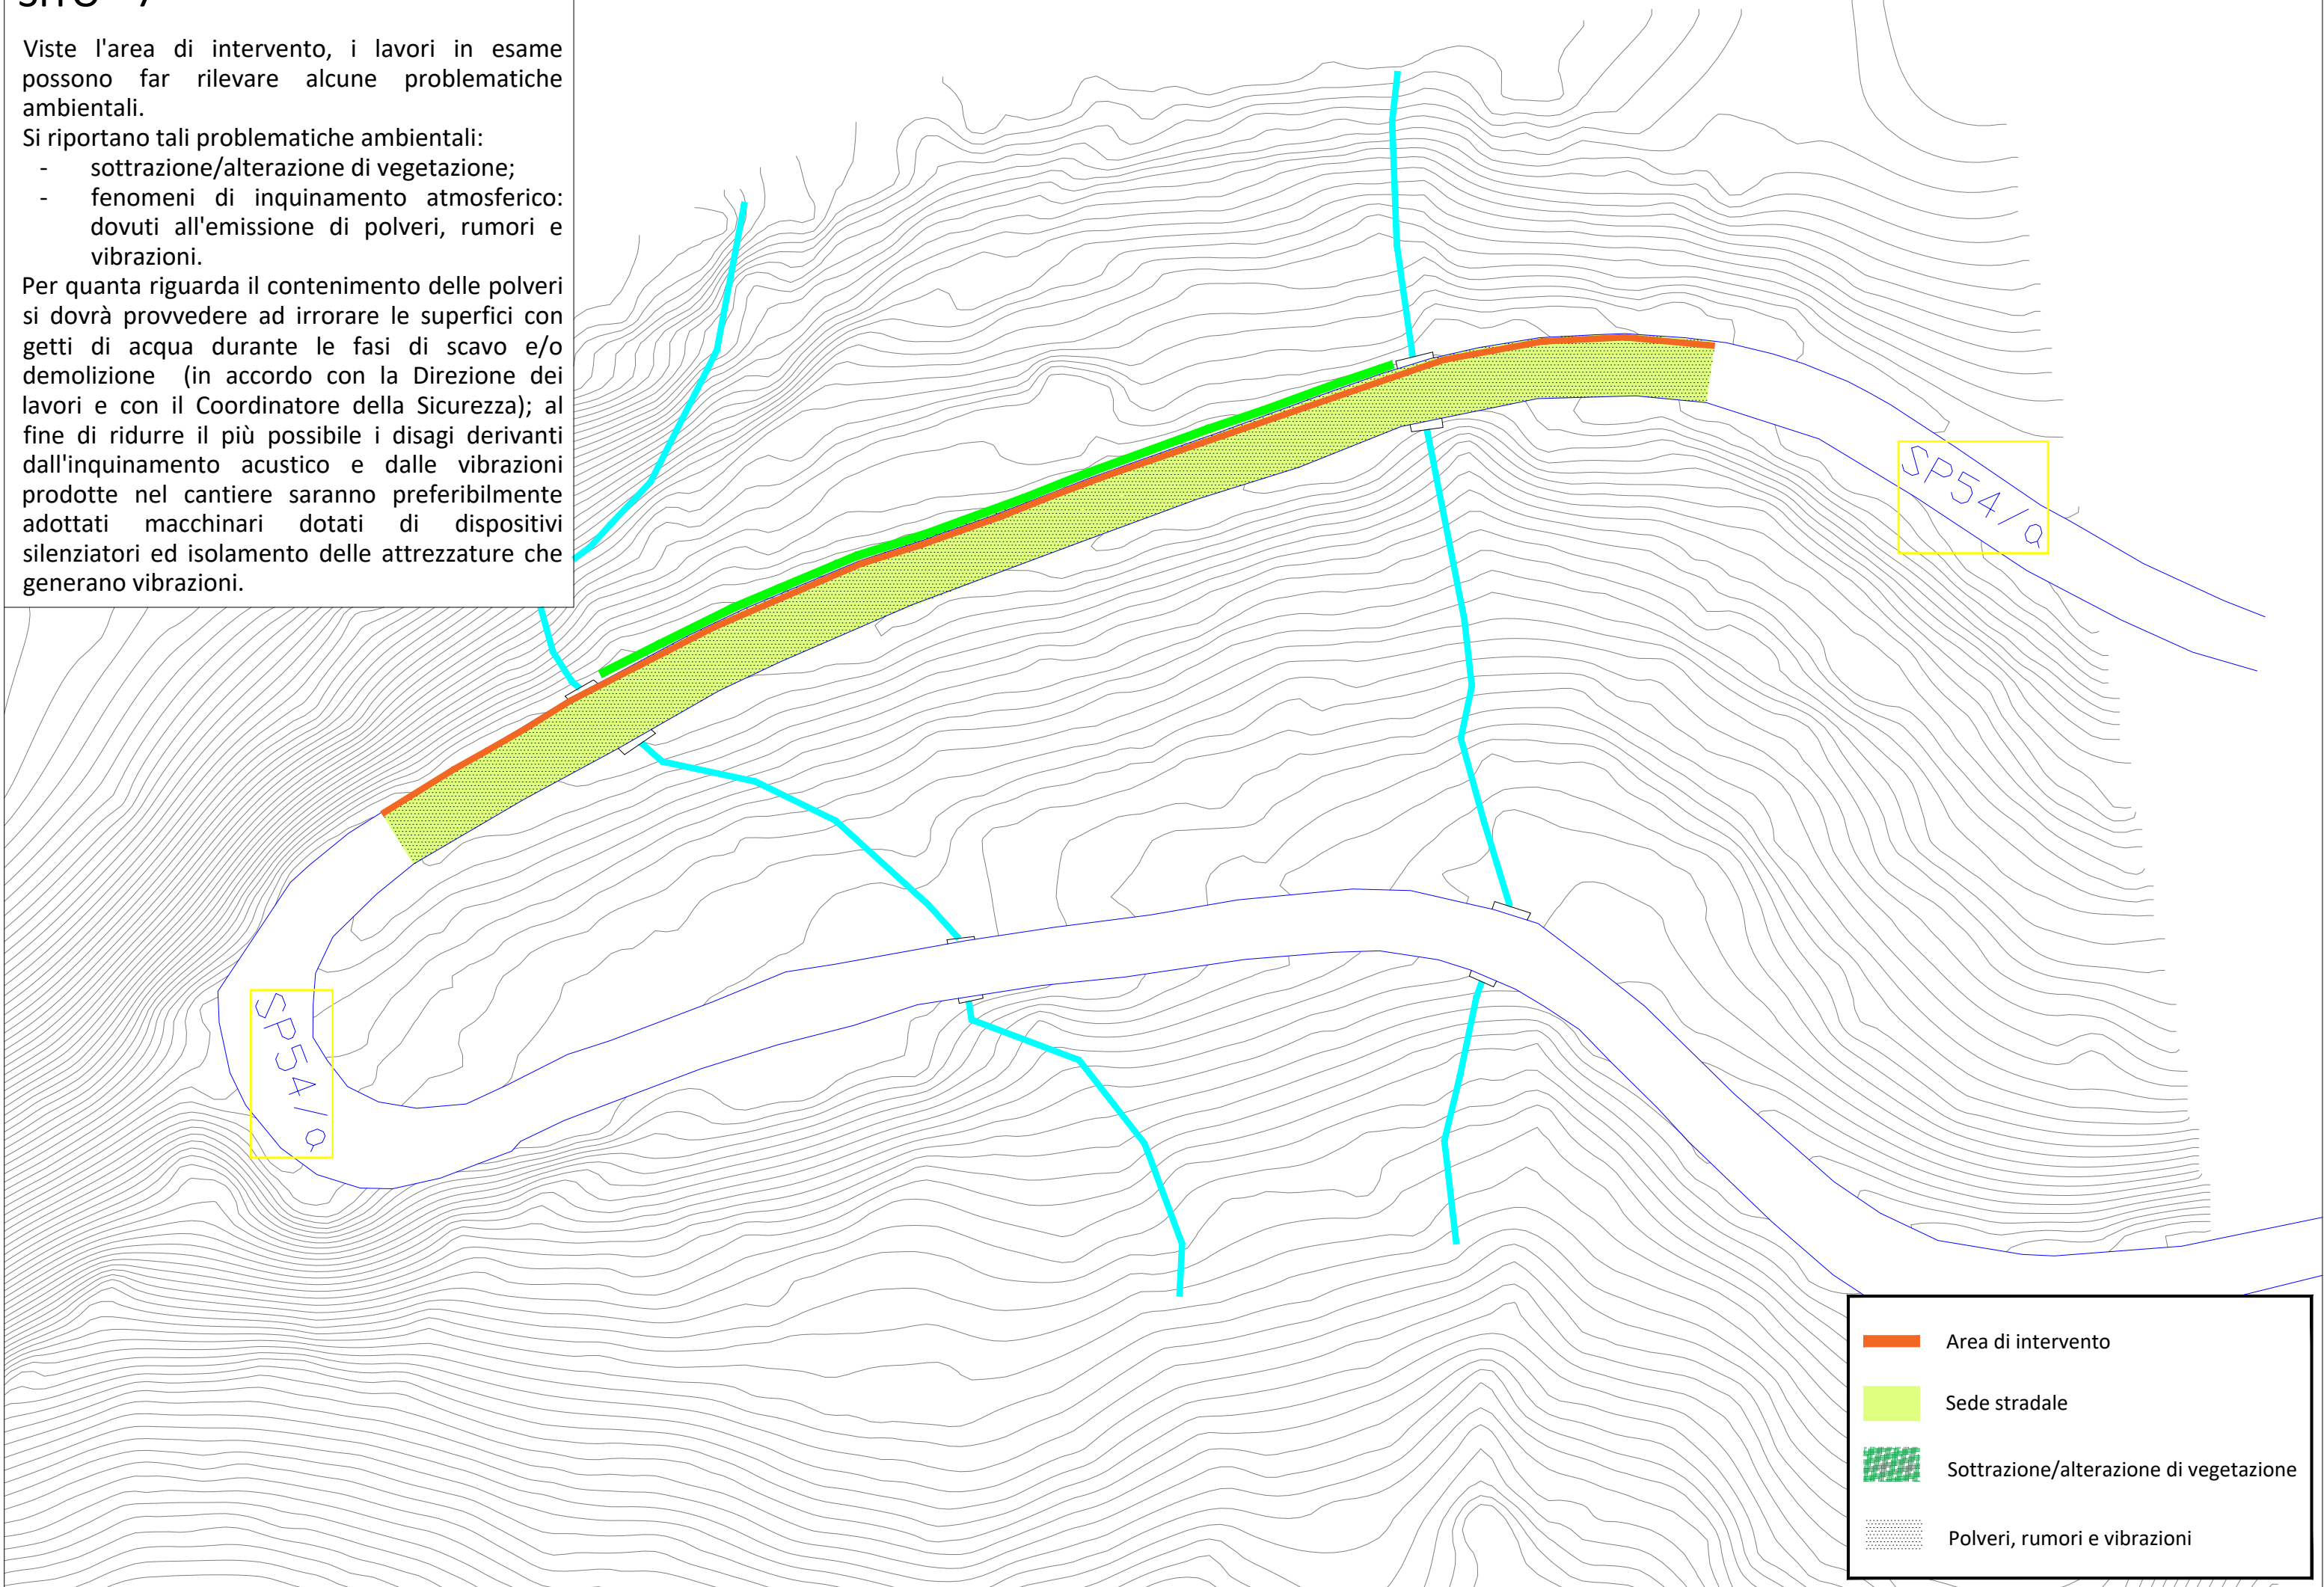 SITO 7
Viste l'area di intervento, i lavori in esame
possono far rilevare alcune problematiche
ambientali.
Si riportano tali problematiche ambientali:
- sottrazione/alterazione di vegetazione;
- fenomeni di inquinamento atmosferico:
dovuti all'emissione di polveri, rumori e
vibrazioni.
Per quanta riguarda il contenimento delle polveri
si dovrà provvedere ad irrorare le superfici con
getti di acqua durante le fasi di scavo e/o
demolizione (in accordo con la Direzione dei
lavori e con il Coordinatore della Sicurezza); al
fine di ridurre il più possibile i disagi derivanti
dall'inquinamento acustico e dalle vibrazioni
prodotte nel cantiere saranno preferibilmente
adottati macchinari dotati di dispositivi
silenziatori ed isolamento delle attrezzature che
generano vibrazioni.
SP54/a
SP54/a
Area di intervento
Sede stradale
Sottrazione/alterazione di vegetazione
Polveri, rumori e vibrazioni